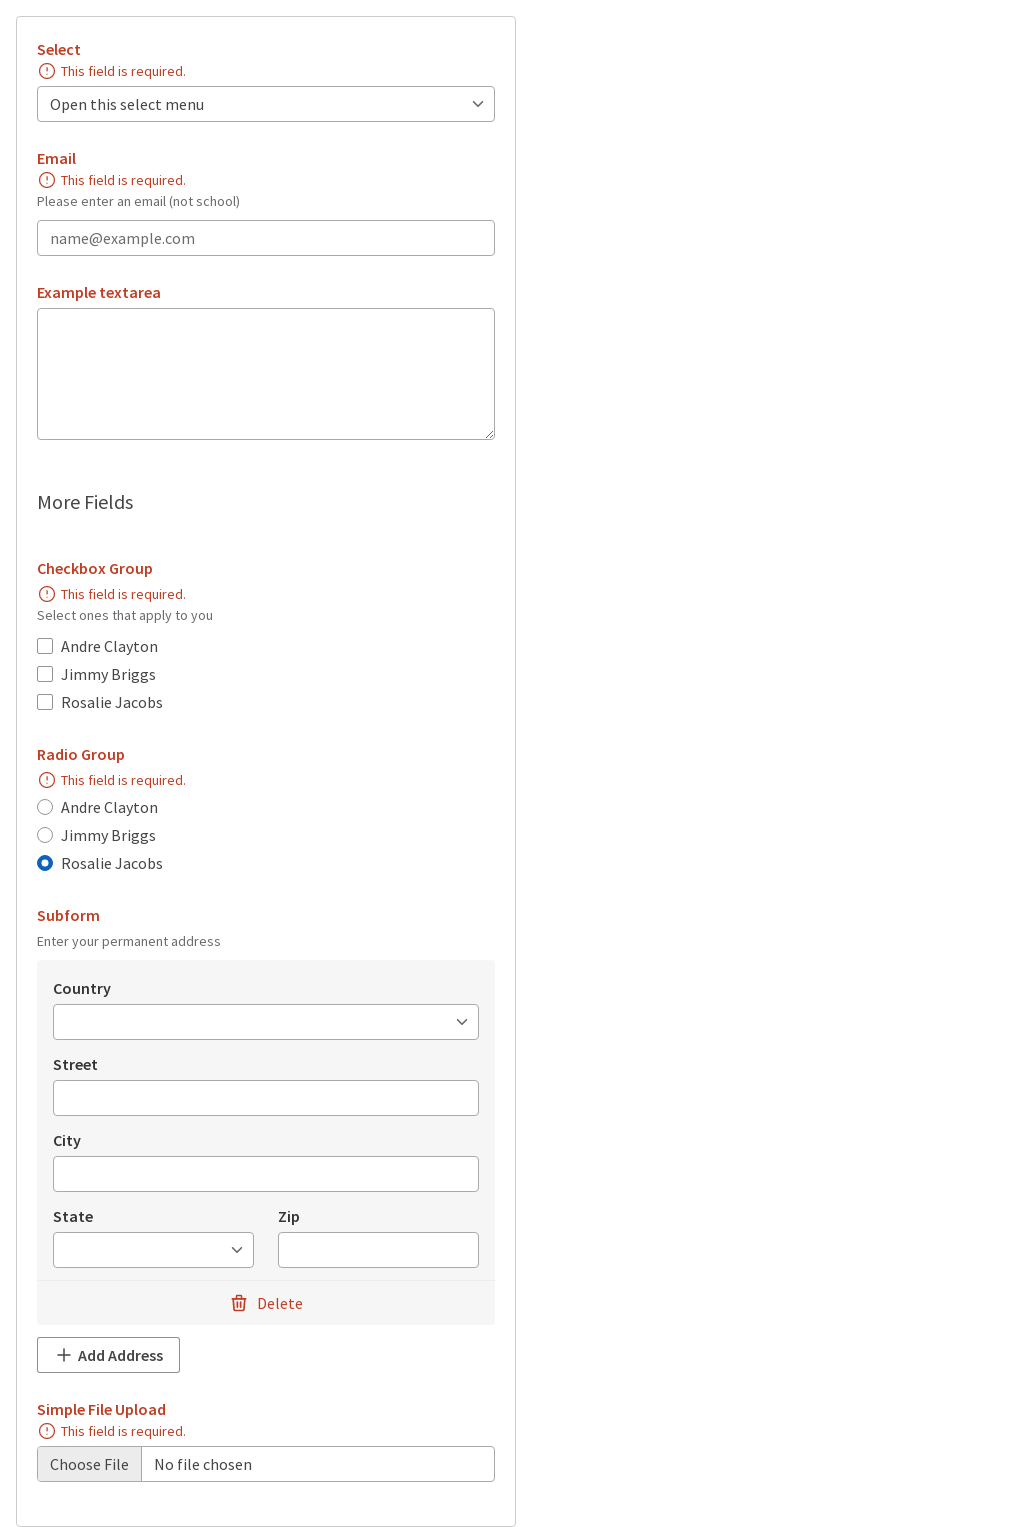 Select
This field is required.
Open this select menu
Email
This field is required.
Please enter an email (not school)
name@example.com
Example textarea
More Fields
Checkbox Group
This field is required.
Select ones that apply to you
Andre Clayton
Jimmy Briggs
Rosalie Jacobs
Radio Group
This field is required.
Andre Clayton
Jimmy Briggs
Rosalie Jacobs
Subform
Enter your permanent address
Country
Street
City
State Zip
Delete
Add Address
Simple File Upload
This field is required.
Choose File No file chosen